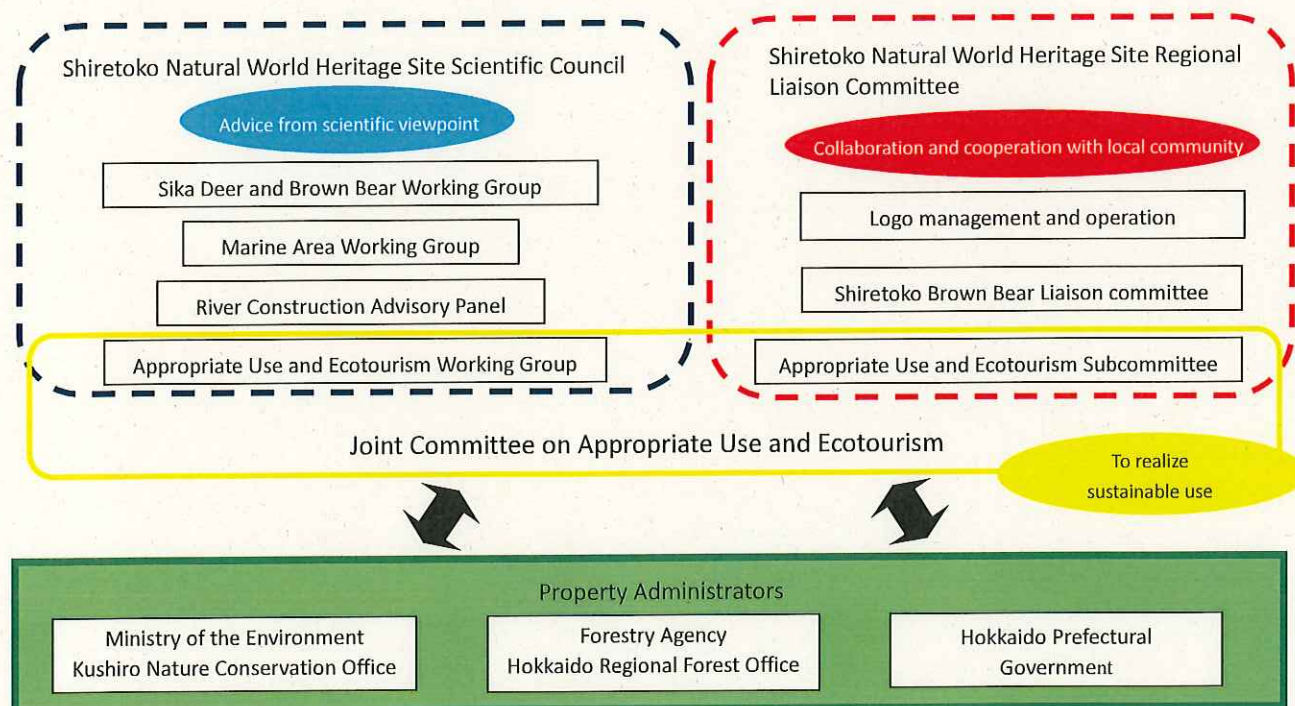 Shiretoko Natural World Heritage Site Scientific Council
Advice from scientific viewpoint
Sika Deer and Brown Bear Working Group
Marine Area Working Group
River Construction Advisory Panel
Appropriate Use and Ecotourism Working Group
Shiretoko Natural World Heritage Site Regional
Liaison Committee
Collaboration and cooperation with local community
Logo management and operation
Shiretoko Brown Bear Liaison committee
Appropriate Use and Ecotourism Subcommittee
Joint Committee on Appropriate Use and Ecotourism
To realize
sustainable use
Property Administrators
Ministry of the Environment
Kushiro Nature Conservation Office
Forestry Agency
Hokkaido Regional Forest Office
Hokkaido Prefectural
Government